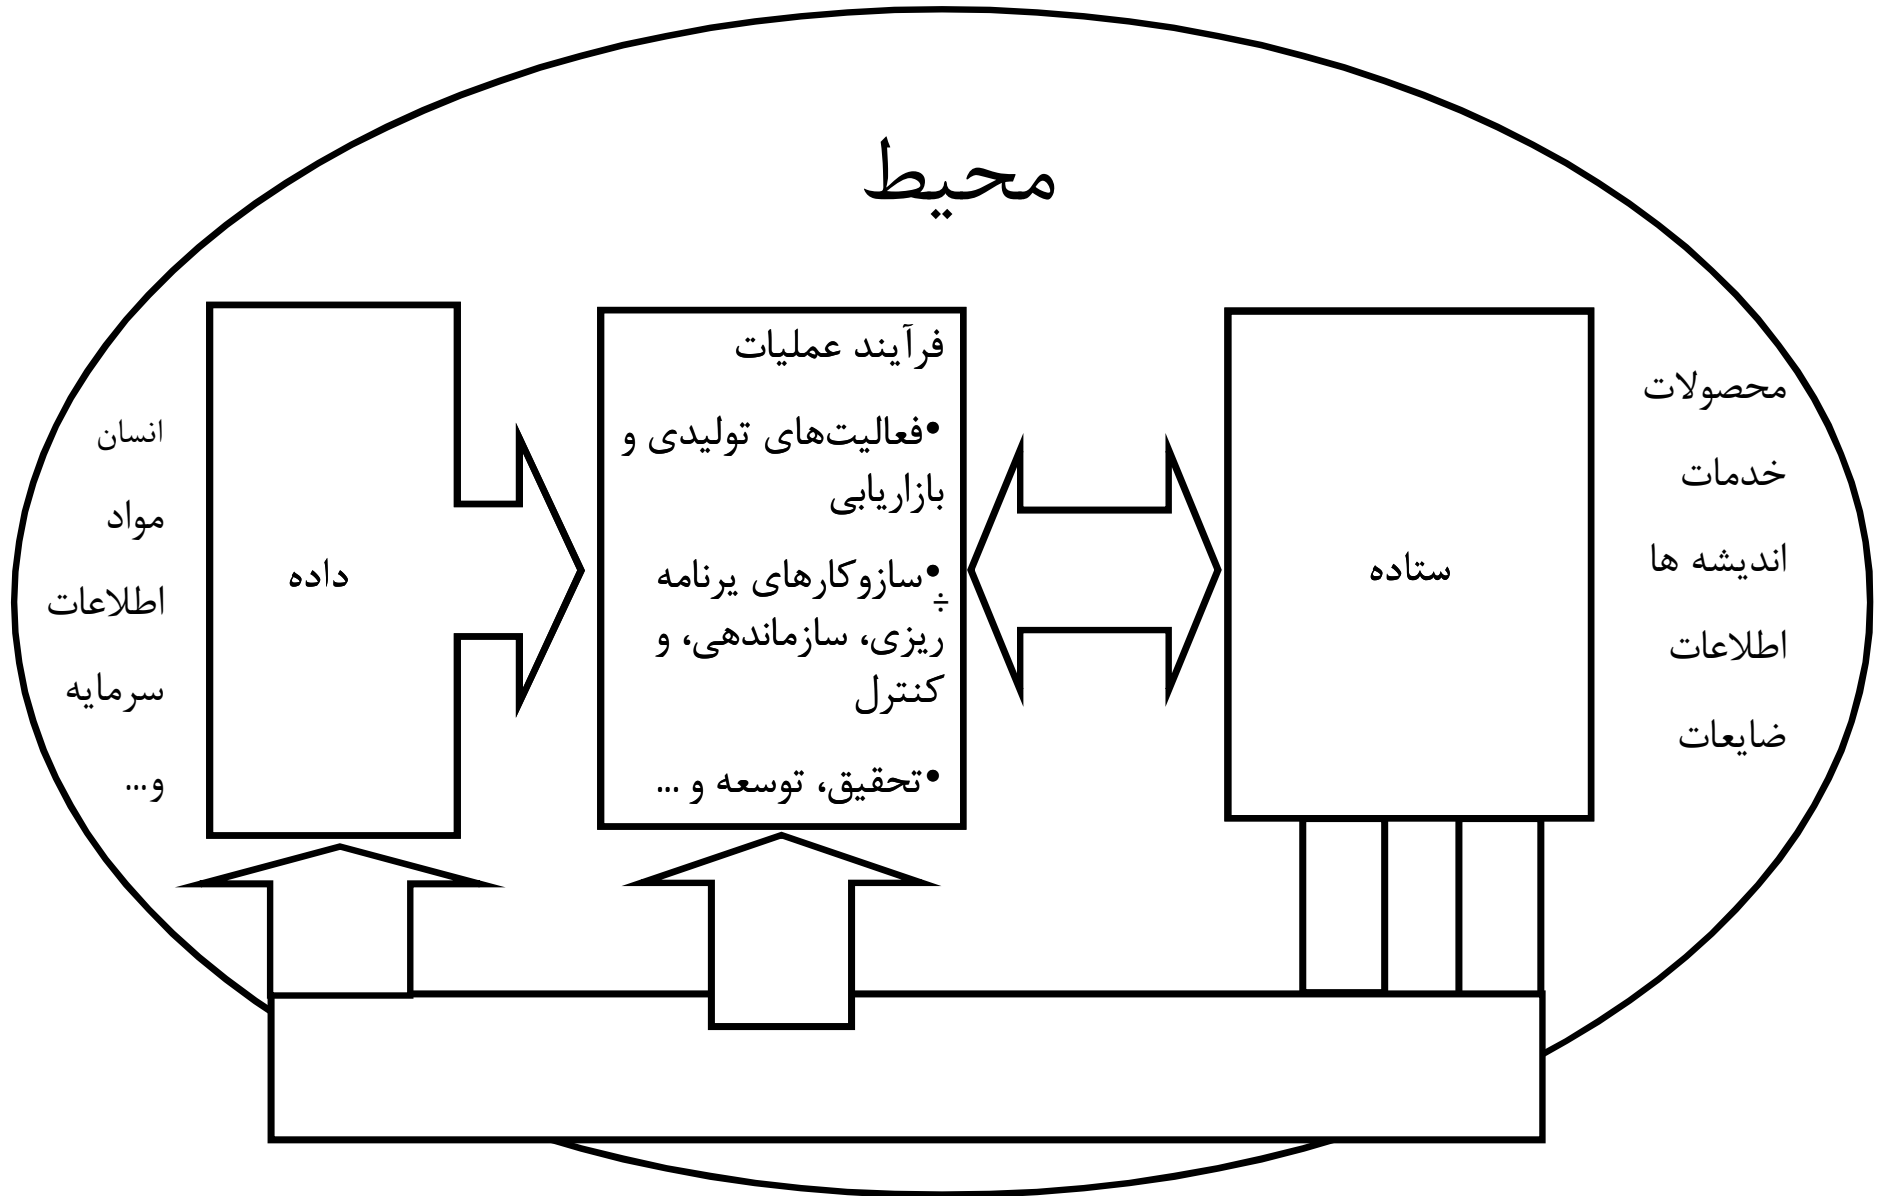 محیط
انسان
مواد
اطلاعات
سرمایه
و...
داده
فرآیند عملیات
•فعالیت‌های تولیدی و
بازاریابی
•سازوکارهای یرنامه
÷
ریزی، سازماندهی، و
کنترل
•تحقیق، توسعه و ...
ستاده
محصولات
خدمات
اندیشه ها
اطلاعات
ضایعات